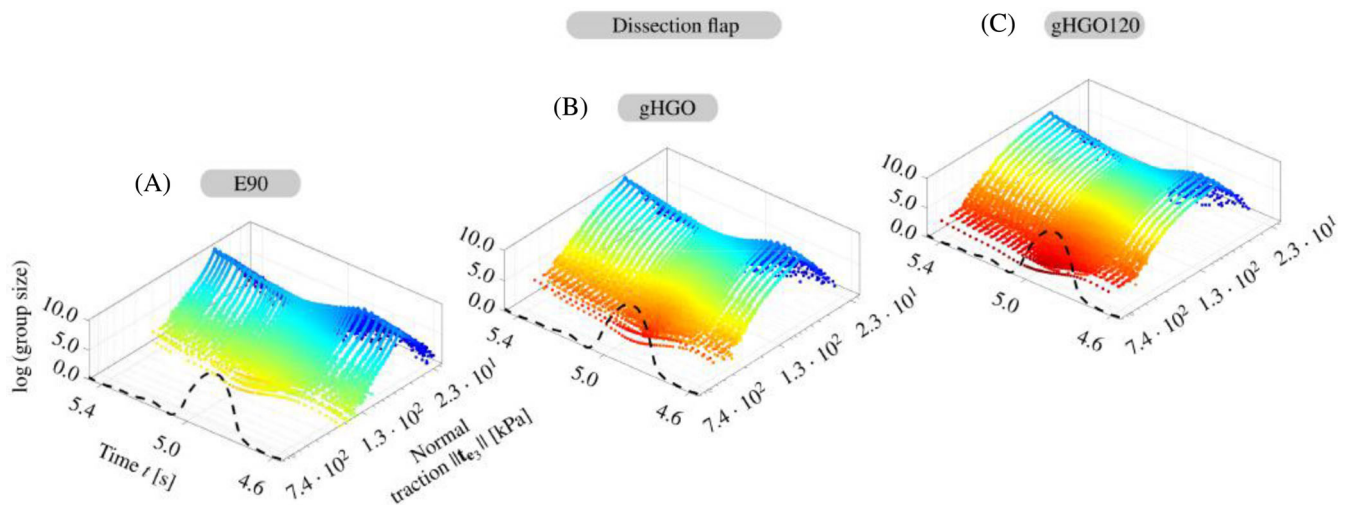 Dissection flap
(A) E90
(B) gHGO
(C) gHGO120
log (group size)
10.0
5.0
0.0
5.4
5.0
4.6
Time t [s]
7.4 · 10² 1.3 · 10² 2.3 · 10¹
Normal
traction ||t_e₃|| [kPa]
10.0
5.0
0.0
5.4
5.0
4.6
7.4 · 10² 1.3 · 10² 2.3 · 10¹
10.0
5.0
0.0
5.4
5.0
4.6
7.4 · 10² 1.3 · 10² 2.3 · 10¹